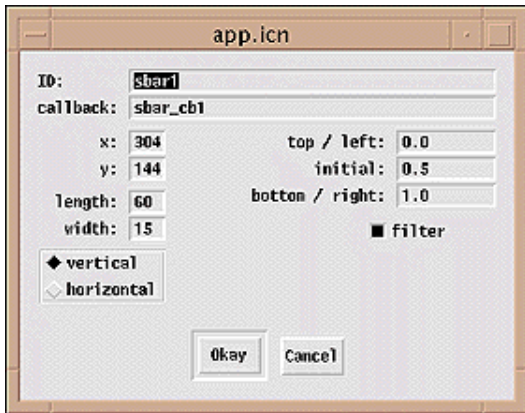 app.icn
ID: sbar1
callback: sbar_cb1
x: 304 top / left: 0.0
y: 144 initial: 0.5
length: 60 bottom / right: 1.0
width: 15 filter
vertical
horizontal
Okay Cancel